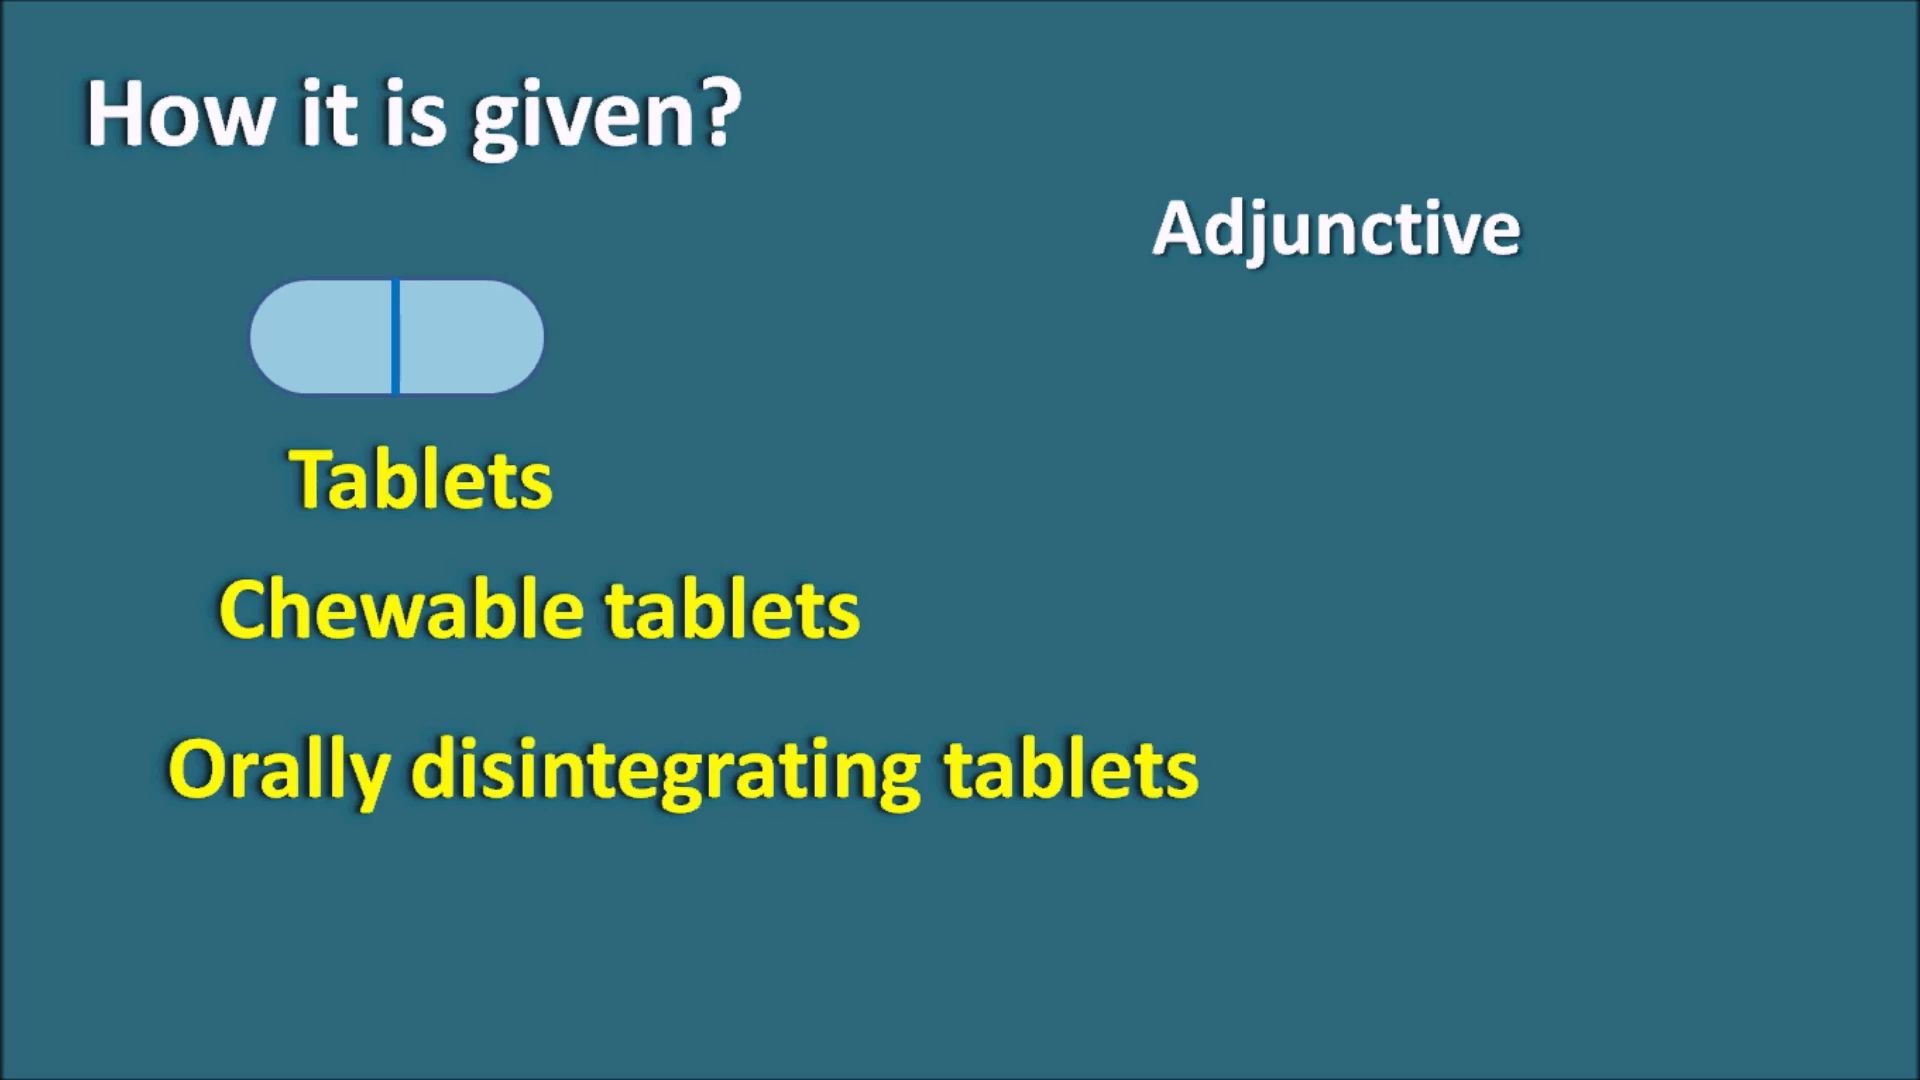 How it is given?
Adjunctive
Tablets
Chewable tablets
Orally disintegrating tablets